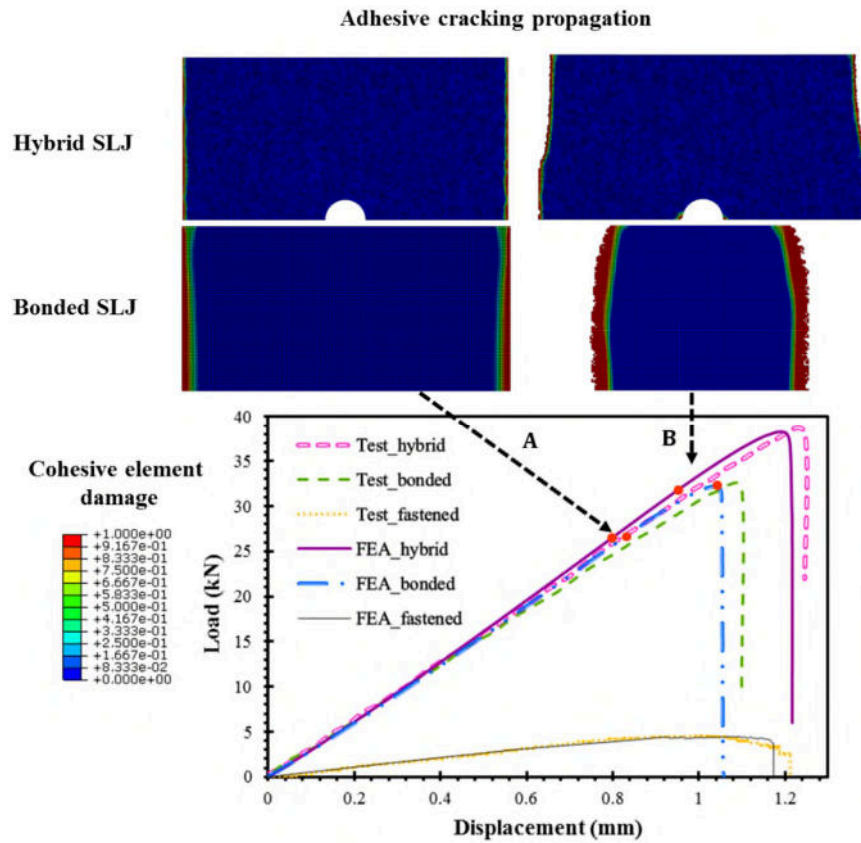 Adhesive cracking propagation
Hybrid SLJ
Bonded SLJ
Cohesive element
damage
+1.000e+00
+9.167e-01
+8.333e-01
+7.500e-01
+6.667e-01
+5.833e-01
+5.000e-01
+4.167e-01
+3.333e-01
+2.500e-01
+1.667e-01
+8.333e-02
+0.000e+00
A
B
Test_hybrid
Test_bonded
Test_fastened
FEA_hybrid
FEA_bonded
FEA_fastened
Load (kN)
40
35
30
25
20
15
10
5
0
0
0.2
0.4
0.6
0.8
1
1.2
Displacement (mm)